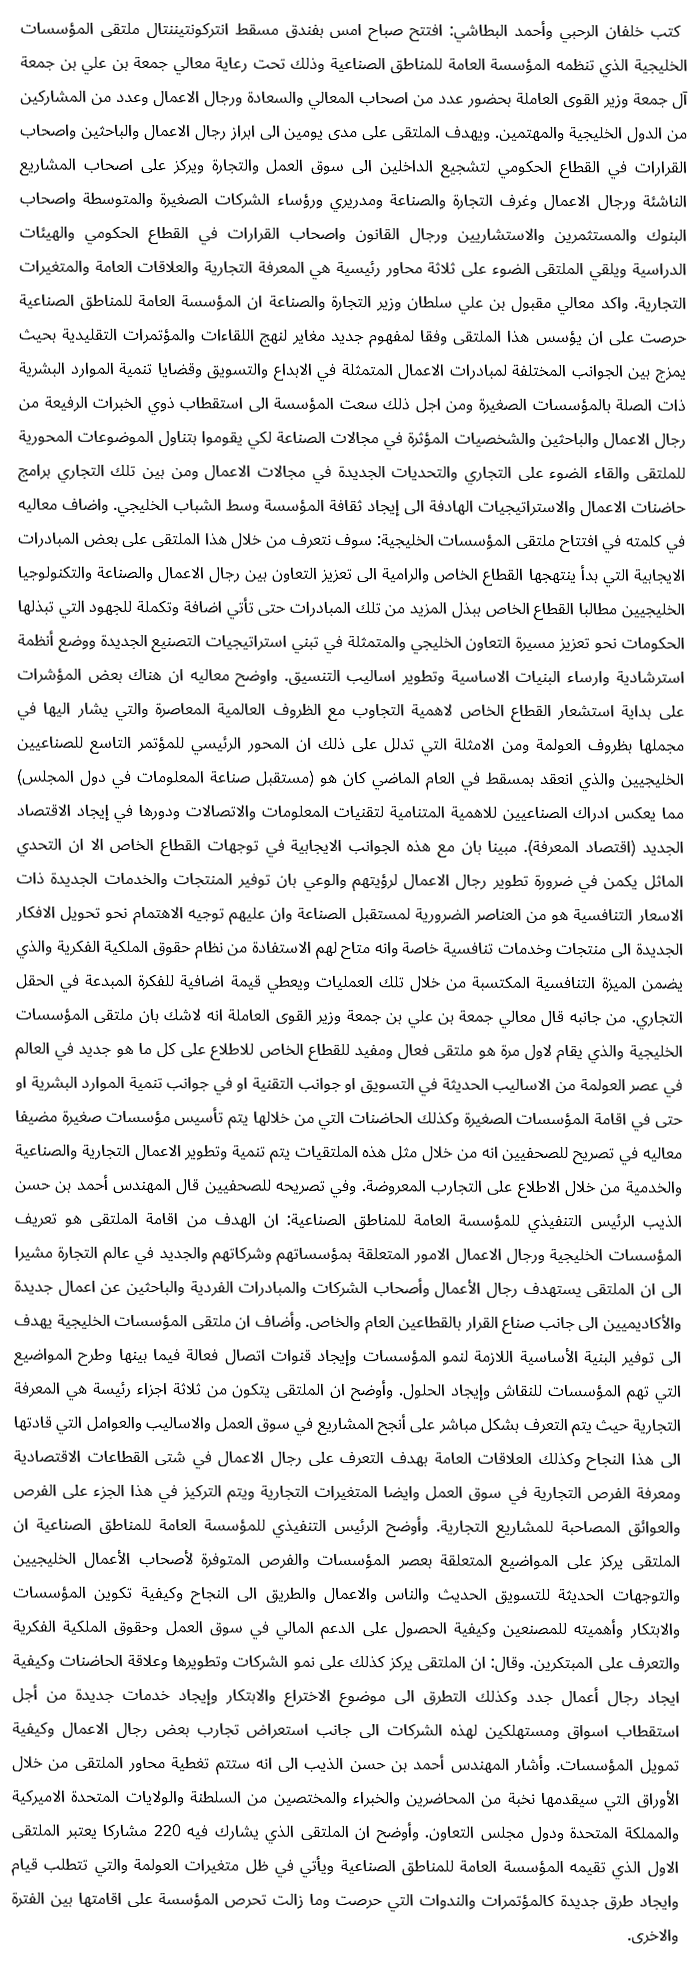 كتب خلفان الرحبي وأحمد البطاشي: افتتح صباح امس بفندق مسقط انتركونتيننتال ملتقى المؤسسات
الخليجية الذي تنظمه المؤسسة العامة للمناطق الصناعية وذلك تحت رعاية معالي جمعة بن علي بن جمعة
آل جمعة وزير القوى العاملة بحضور عدد من اصحاب المعالي والسعادة ورجال الاعمال وعدد من المشاركين
من الدول الخليجية والمهتمين. ويهدف الملتقى على مدى يومين الى ابراز رجال الاعمال والباحثين واصحاب
القرارات في القطاع الحكومي لتشجيع الداخلين الى سوق العمل والتجارة ويركز على اصحاب المشاريع
الناشئة ورجال الاعمال وغرف التجارة والصناعة ومدريري ورؤساء الشركات الصغيرة والمتوسطة واصحاب
البنوك والمستثمرين والاستشاريين ورجال القانون واصحاب القرارات في القطاع الحكومي والهيئات
الدراسية ويلقي الملتقى الضوء على ثلاثة محاور رئيسية هي المعرفة التجارية والعلاقات العامة والمتغيرات
التجارية. واكد معالي مقبول بن علي سلطان وزير التجارة والصناعة ان المؤسسة العامة للمناطق الصناعية
حرصت على ان يؤسس هذا الملتقى وفقا لمفهوم جديد مغاير لنهج اللقاءات والمؤتمرات التقليدية بحيث
يمزج بين الجوانب المختلفة لمبادرات الاعمال المتمثلة في الابداع والتسويق وقضايا تنمية الموارد البشرية
ذات الصلة بالمؤسسات الصغيرة ومن اجل ذلك سعت المؤسسة الى استقطاب ذوي الخبرات الرفيعة من
رجال الاعمال والباحثين والشخصيات المؤثرة في مجالات الصناعة لكي يقوموا بتناول الموضوعات المحورية
للملتقى والقاء الضوء على التجاري والتحديات الجديدة في مجالات الاعمال ومن بين تلك التجاري برامج
حاضنات الاعمال والاستراتيجيات الهادفة الى إيجاد ثقافة المؤسسة وسط الشباب الخليجي. واضاف معاليه
في كلمته في افتتاح ملتقى المؤسسات الخليجية: سوف نتعرف من خلال هذا الملتقى على بعض المبادرات
الايجابية التي بدأ ينتهجها القطاع الخاص والرامية الى تعزيز التعاون بين رجال الاعمال والصناعة والتكنولوجيا
الخليجيين مطالبا القطاع الخاص ببذل المزيد من تلك المبادرات حتى تأتي اضافة وتكملة للجهود التي تبذلها
الحكومات نحو تعزيز مسيرة التعاون الخليجي والمتمثلة في تبني استراتيجيات التصنيع الجديدة ووضع أنظمة
استرشادية وارساء البنيات الاساسية وتطوير اساليب التنسيق. واوضح معاليه ان هناك بعض المؤشرات
على بداية استشعار القطاع الخاص لاهمية التجاوب مع الظروف العالمية المعاصرة والتي يشار اليها في
مجملها بظروف العولمة ومن الامثلة التي تدلل على ذلك ان المحور الرئيسي للمؤتمر التاسع للصناعيين
الخليجيين والذي انعقد بمسقط في العام الماضي كان هو (مستقبل صناعة المعلومات في دول المجلس)
مما يعكس ادراك الصناعيين للاهمية المتنامية لتقنيات المعلومات والاتصالات ودورها في إيجاد الاقتصاد
الجديد (اقتصاد المعرفة). مبينا بان مع هذه الجوانب الايجابية في توجهات القطاع الخاص الا ان التحدي
الماثل يكمن في ضرورة تطوير رجال الاعمال لرؤيتهم والوعي بان توفير المنتجات والخدمات الجديدة ذات
الاسعار التنافسية هو من العناصر الضرورية لمستقبل الصناعة وان عليهم توجيه الاهتمام نحو تحويل الافكار
الجديدة الى منتجات وخدمات تنافسية خاصة وانه متاح لهم الاستفادة من نظام حقوق الملكية الفكرية والذي
يضمن الميزة التنافسية المكتسبة من خلال تلك العمليات ويعطي قيمة اضافية للفكرة المبدعة في الحقل
التجاري. من جانبه قال معالي جمعة بن علي بن جمعة وزير القوى العاملة انه لاشك بان ملتقى المؤسسات
الخليجية والذي يقام لاول مرة هو ملتقى فعال ومفيد للقطاع الخاص للاطلاع على كل ما هو جديد في العالم
في عصر العولمة من الاساليب الحديثة في التسويق او جوانب التقنية او في جوانب تنمية الموارد البشرية او
حتى في اقامة المؤسسات الصغيرة وكذلك الحاضنات التي من خلالها يتم تأسيس مؤسسات صغيرة مضيفا
معاليه في تصريح للصحفيين انه من خلال مثل هذه الملتقيات يتم تنمية وتطوير الاعمال التجارية والصناعية
والخدمية من خلال الاطلاع على التجارب المعروضة. وفي تصريحه للصحفيين قال المهندس أحمد بن حسن
الذيب الرئيس التنفيذي للمؤسسة العامة للمناطق الصناعية: ان الهدف من اقامة الملتقى هو تعريف
المؤسسات الخليجية ورجال الاعمال الامور المتعلقة بمؤسساتهم وشركاتهم والجديد في عالم التجارة مشيرا
الى ان الملتقى يستهدف رجال الأعمال وأصحاب الشركات والمبادرات الفردية والباحثين عن اعمال جديدة
والأكاديميين الى جانب صناع القرار بالقطاعين العام والخاص. وأضاف ان ملتقى المؤسسات الخليجية يهدف
الى توفير البنية الأساسية اللازمة لنمو المؤسسات وإيجاد قنوات اتصال فعالة فيما بينها وطرح المواضيع
التي تهم المؤسسات للنقاش وإيجاد الحلول. وأوضح ان الملتقى يتكون من ثلاثة اجزاء رئيسة هي المعرفة
التجارية حيث يتم التعرف بشكل مباشر على أنجح المشاريع في سوق العمل والاساليب والعوامل التي قادتها
الى هذا النجاح وكذلك العلاقات العامة بهدف التعرف على رجال الاعمال في شتى القطاعات الاقتصادية
ومعرفة الفرص التجارية في سوق العمل وايضا المتغيرات التجارية ويتم التركيز في هذا الجزء على الفرص
والعوائق المصاحبة للمشاريع التجارية. وأوضح الرئيس التنفيذي للمؤسسة العامة للمناطق الصناعية ان
الملتقى يركز على المواضيع المتعلقة بعصر المؤسسات والفرص المتوفرة لأصحاب الأعمال الخليجيين
والتوجهات الحديثة للتسويق الحديث والناس والاعمال والطريق الى النجاح وكيفية تكوين المؤسسات
والابتكار وأهميته للمصنعين وكيفية الحصول على الدعم المالي في سوق العمل وحقوق الملكية الفكرية
والتعرف على المبتكرين. وقال: ان الملتقى يركز كذلك على نمو الشركات وتطويرها وعلاقة الحاضنات وكيفية
ايجاد رجال أعمال جدد وكذلك التطرق الى موضوع الاختراع والابتكار وإيجاد خدمات جديدة من أجل
استقطاب اسواق ومستهلكين لهذه الشركات الى جانب استعراض تجارب بعض رجال الاعمال وكيفية
تمويل المؤسسات. وأشار المهندس أحمد بن حسن الذيب الى انه ستتم تغطية محاور الملتقى من خلال
الأوراق التي سيقدمها نخبة من المحاضرين والخبراء والمختصين من السلطنة والولايات المتحدة الاميركية
والمملكة المتحدة ودول مجلس التعاون. وأوضح ان الملتقى الذي يشارك فيه 220 مشاركا يعتبر الملتقى
الاول الذي تقيمه المؤسسة العامة للمناطق الصناعية ويأتي في ظل متغيرات العولمة والتي تتطلب قيام
وايجاد طرق جديدة كالمؤتمرات والندوات التي حرصت وما زالت تحرص المؤسسة على اقامتها بين الفترة
والاخرى.